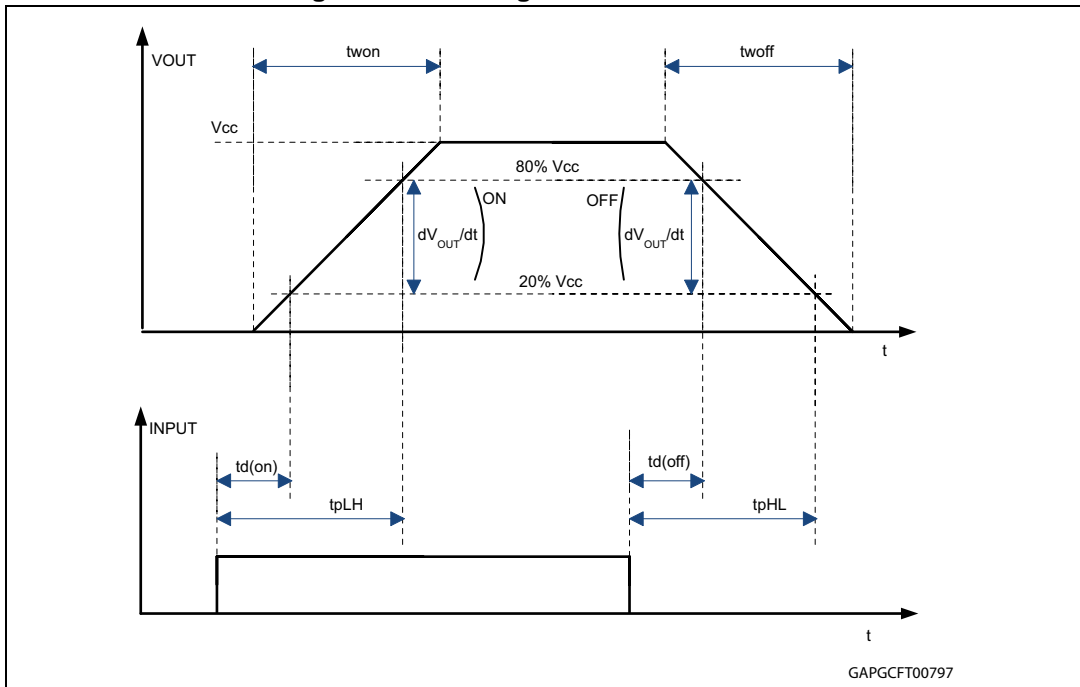 VOUT
twon
twoff
Vcc
80% Vcc
ON
OFF
dVOUT/dt
dVOUT/dt
20% Vcc
t
INPUT
td(on)
td(off)
tpLH
tpHL
t
GAPGCFT00797